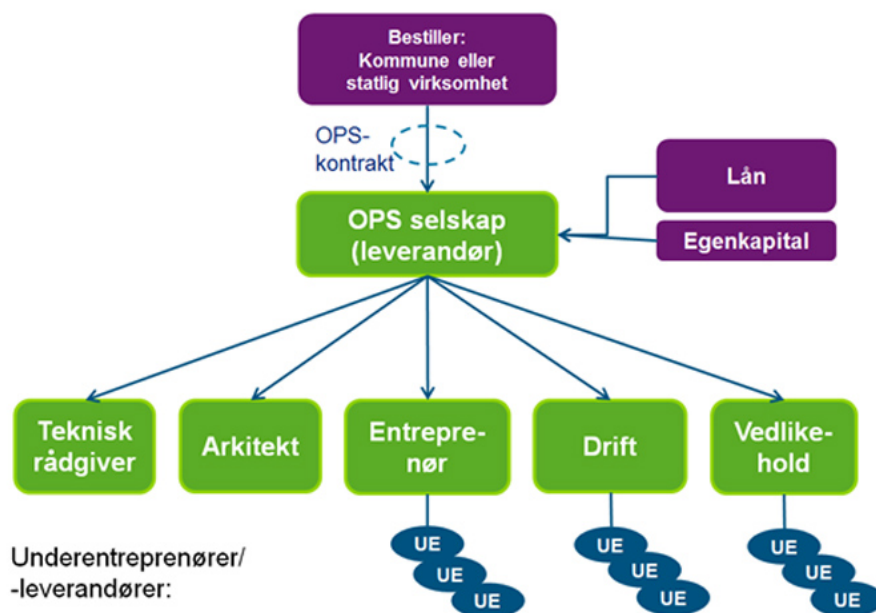 Bestiller:
Kommune eller
statlig virksomhet
OPS-
kontrakt
Lån
OPS selskap
(leverandør)
Egenkapital
Teknisk
rådgiver
Arkitekt
Entrepre-
nør
Drift
Vedlike-
hold
Underentreprenører/
-leverandører:
UE
UE
UE
UE
UE
UE
UE
UE
UE